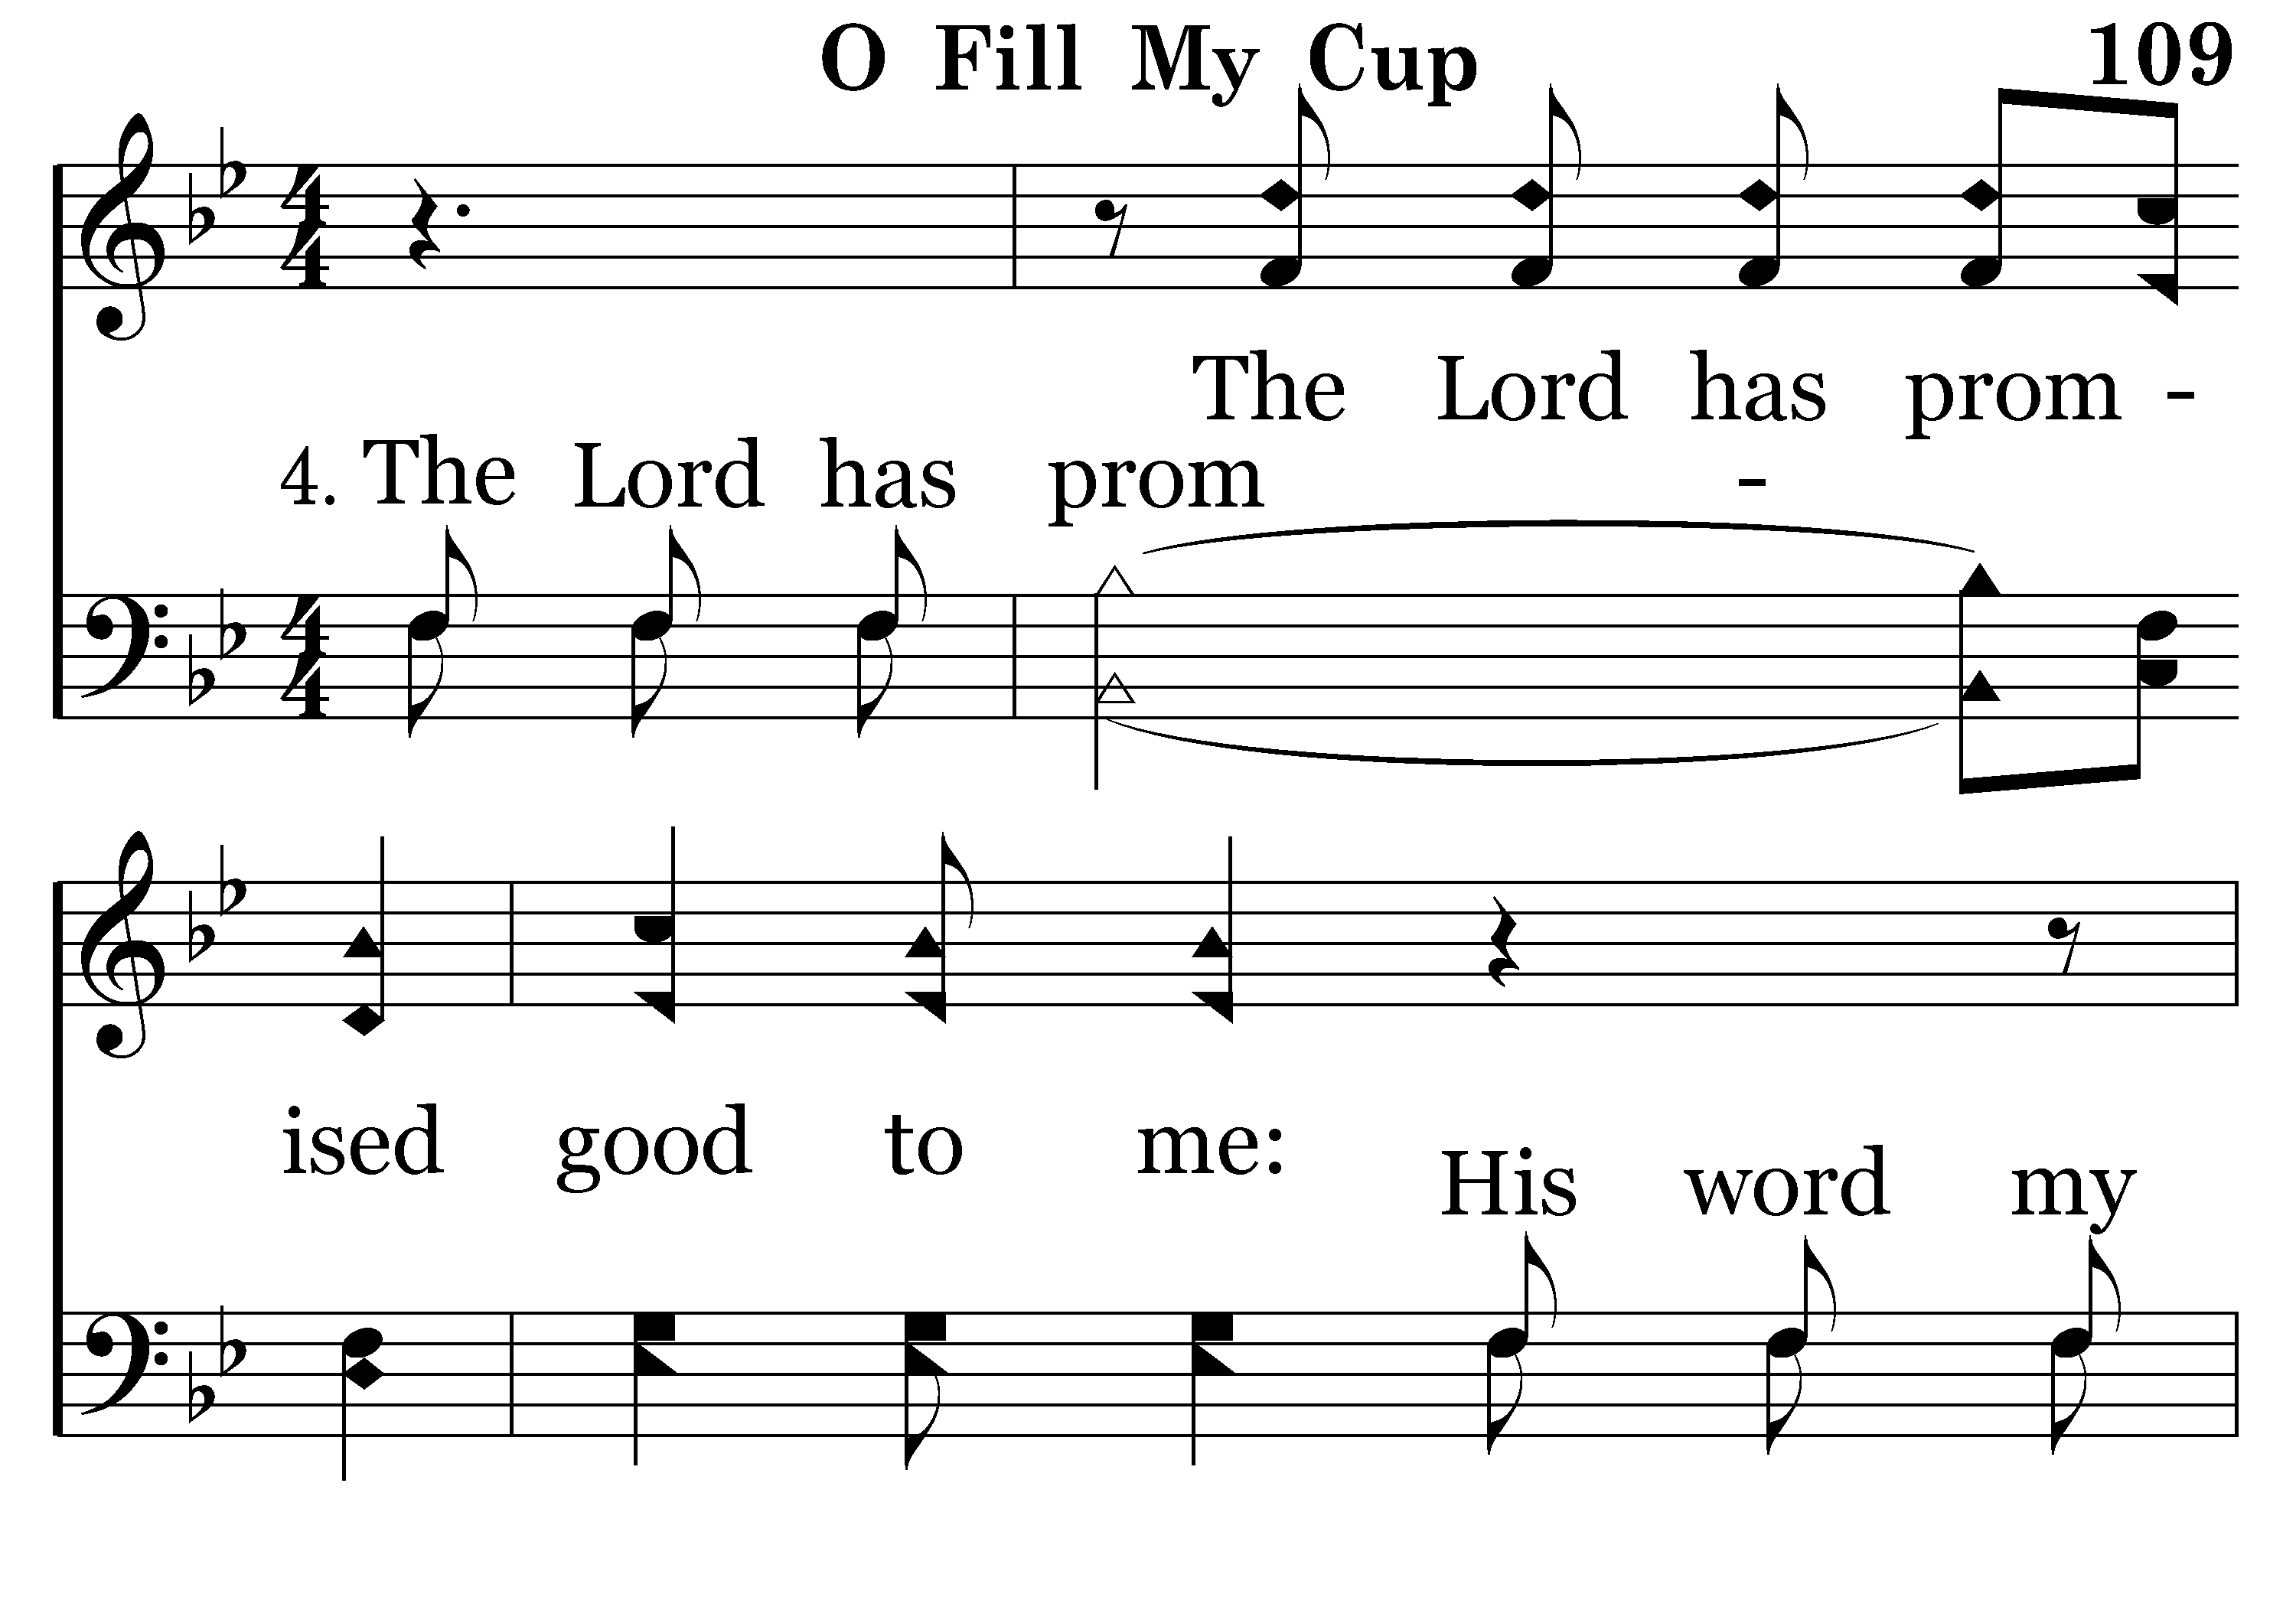 O Fill My Cup 109
The Lord has prom -
4. The Lord has prom -
ised good to me:
His word my